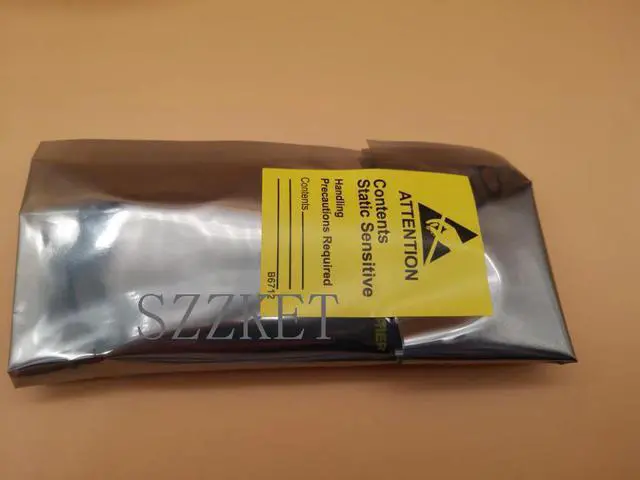 ATTENTION
Contents
Static Sensitive
Handling
Precautions Required
Contents
B6712
SZZKET